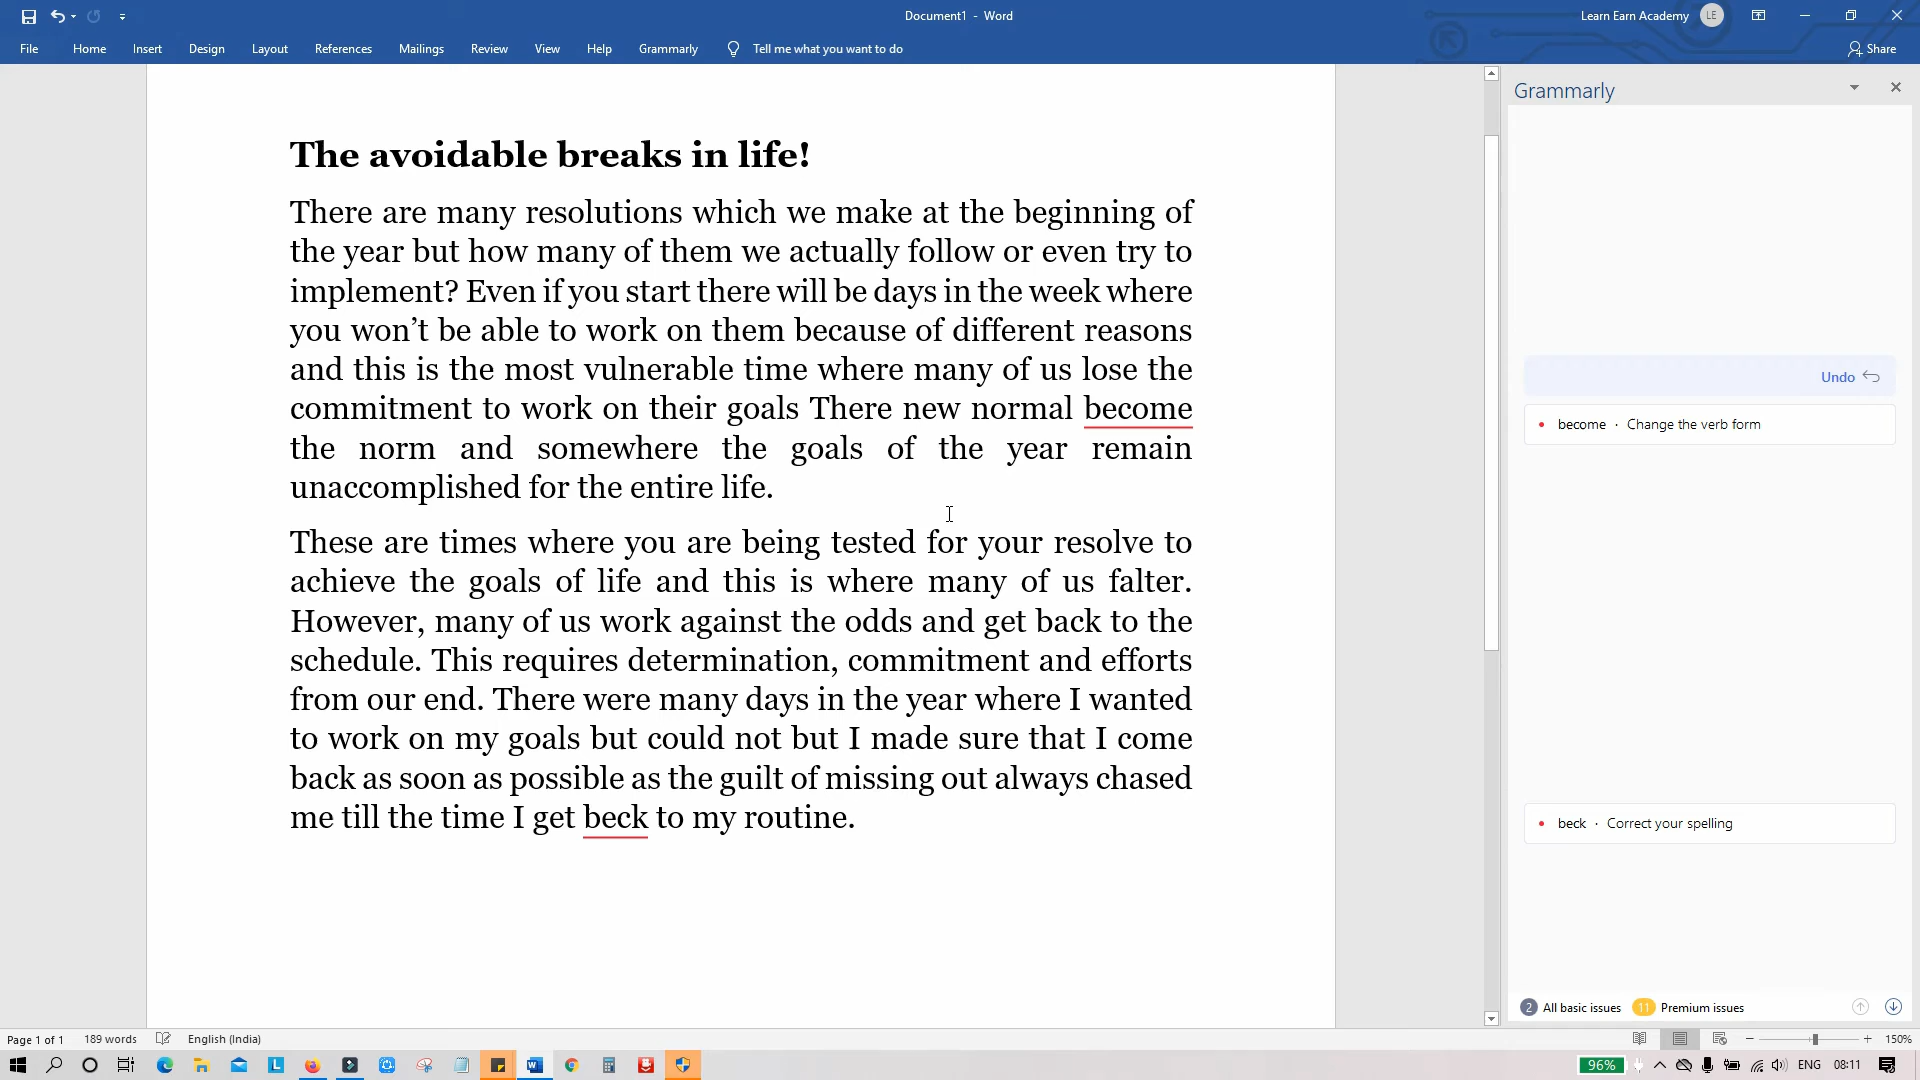 Document1 - Word
Learn Earn Academy LE
File Home Insert Design Layout References Mailings Review View Help Grammarly Tell me what you want to do Share
Grammarly
The avoidable breaks in life!
There are many resolutions which we make at the beginning of
the year but how many of them we actually follow or even try to
implement? Even if you start there will be days in the week where
you won’t be able to work on them because of different reasons
and this is the most vulnerable time where many of us lose the
commitment to work on their goals There new normal become
the norm and somewhere the goals of the year remain
unaccomplished for the entire life.
These are times where you are being tested for your resolve to
achieve the goals of life and this is where many of us falter.
However, many of us work against the odds and get back to the
schedule. This requires determination, commitment and efforts
from our end. There were many days in the year where I wanted
to work on my goals but could not but I made sure that I come
back as soon as possible as the guilt of missing out always chased
me till the time I get beck to my routine.
Undo
become · Change the verb form
beck · Correct your spelling
2 All basic issues 11 Premium issues
Page 1 of 1 189 words English (India) 150%
96% ENG 08:11